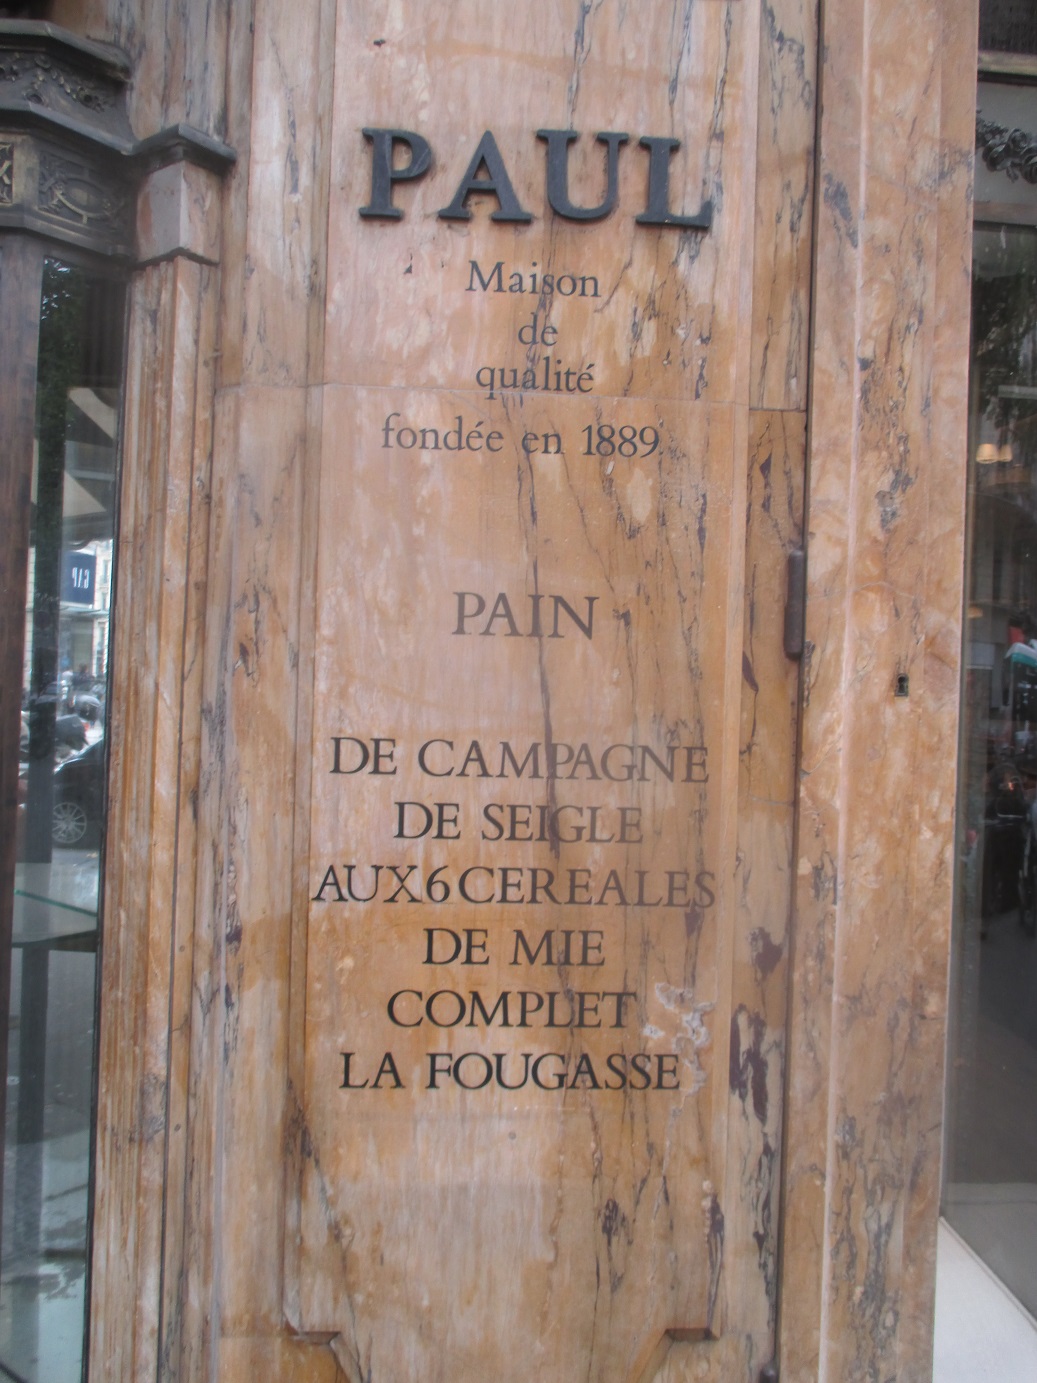 PAUL
Maison
de
qualité
fondée en 1889
PAIN
DE CAMPAGNE
DE SEIGLE
AUX 6 CEREALES
DE MIE
COMPLET
LA FOUGASSE